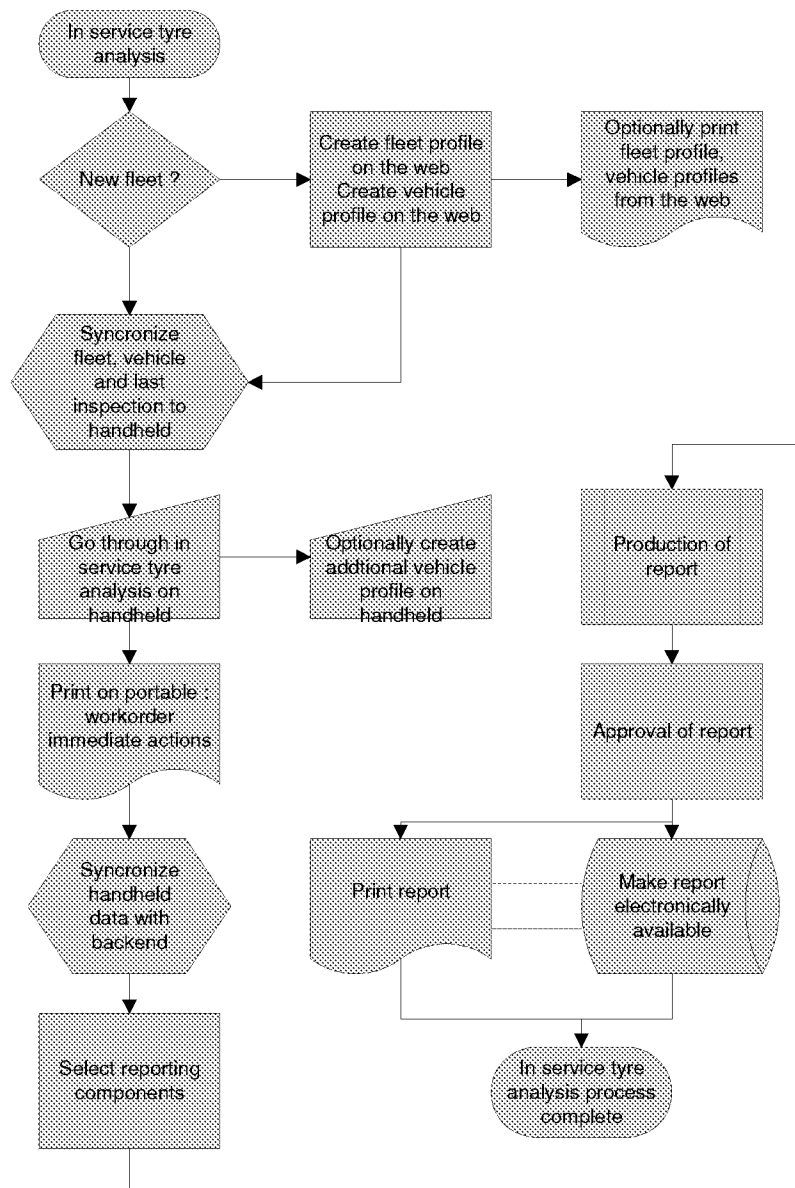 In service tyre
analysis
New fleet ?
Create fleet profile
on the web
Create vehicle
profile on the web
Optionally print
fleet profile,
vehicle profiles
from the web
Syncronize
fleet, vehicle
and last
inspection to
handheld
Go through in
service tyre
analysis on
handheld
Optionally create
addtional vehicle
profile on
handheld
Print on portable :
workorder
immediate actions
Syncronize
handheld
data with
backend
Select reporting
components
Production of
report
Approval of report
Print report
Make report
electronically
available
In service tyre
analysis process
complete